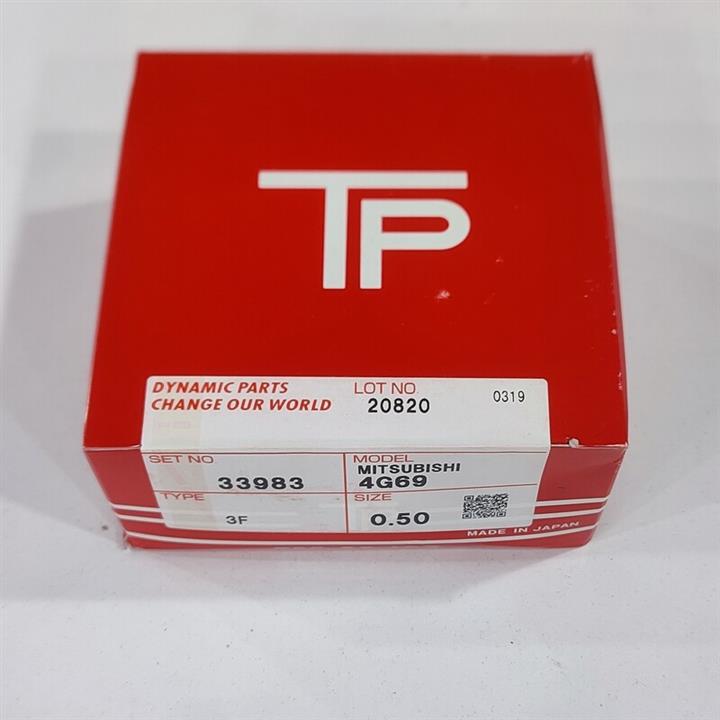 TP
DYNAMIC PARTS
CHANGE OUR WORLD
LOT NO
20820
0319
SET NO
33983
MODEL
MITSUBISHI
4G69
TYPE
3F
SIZE
0.50
MADE IN JAPAN